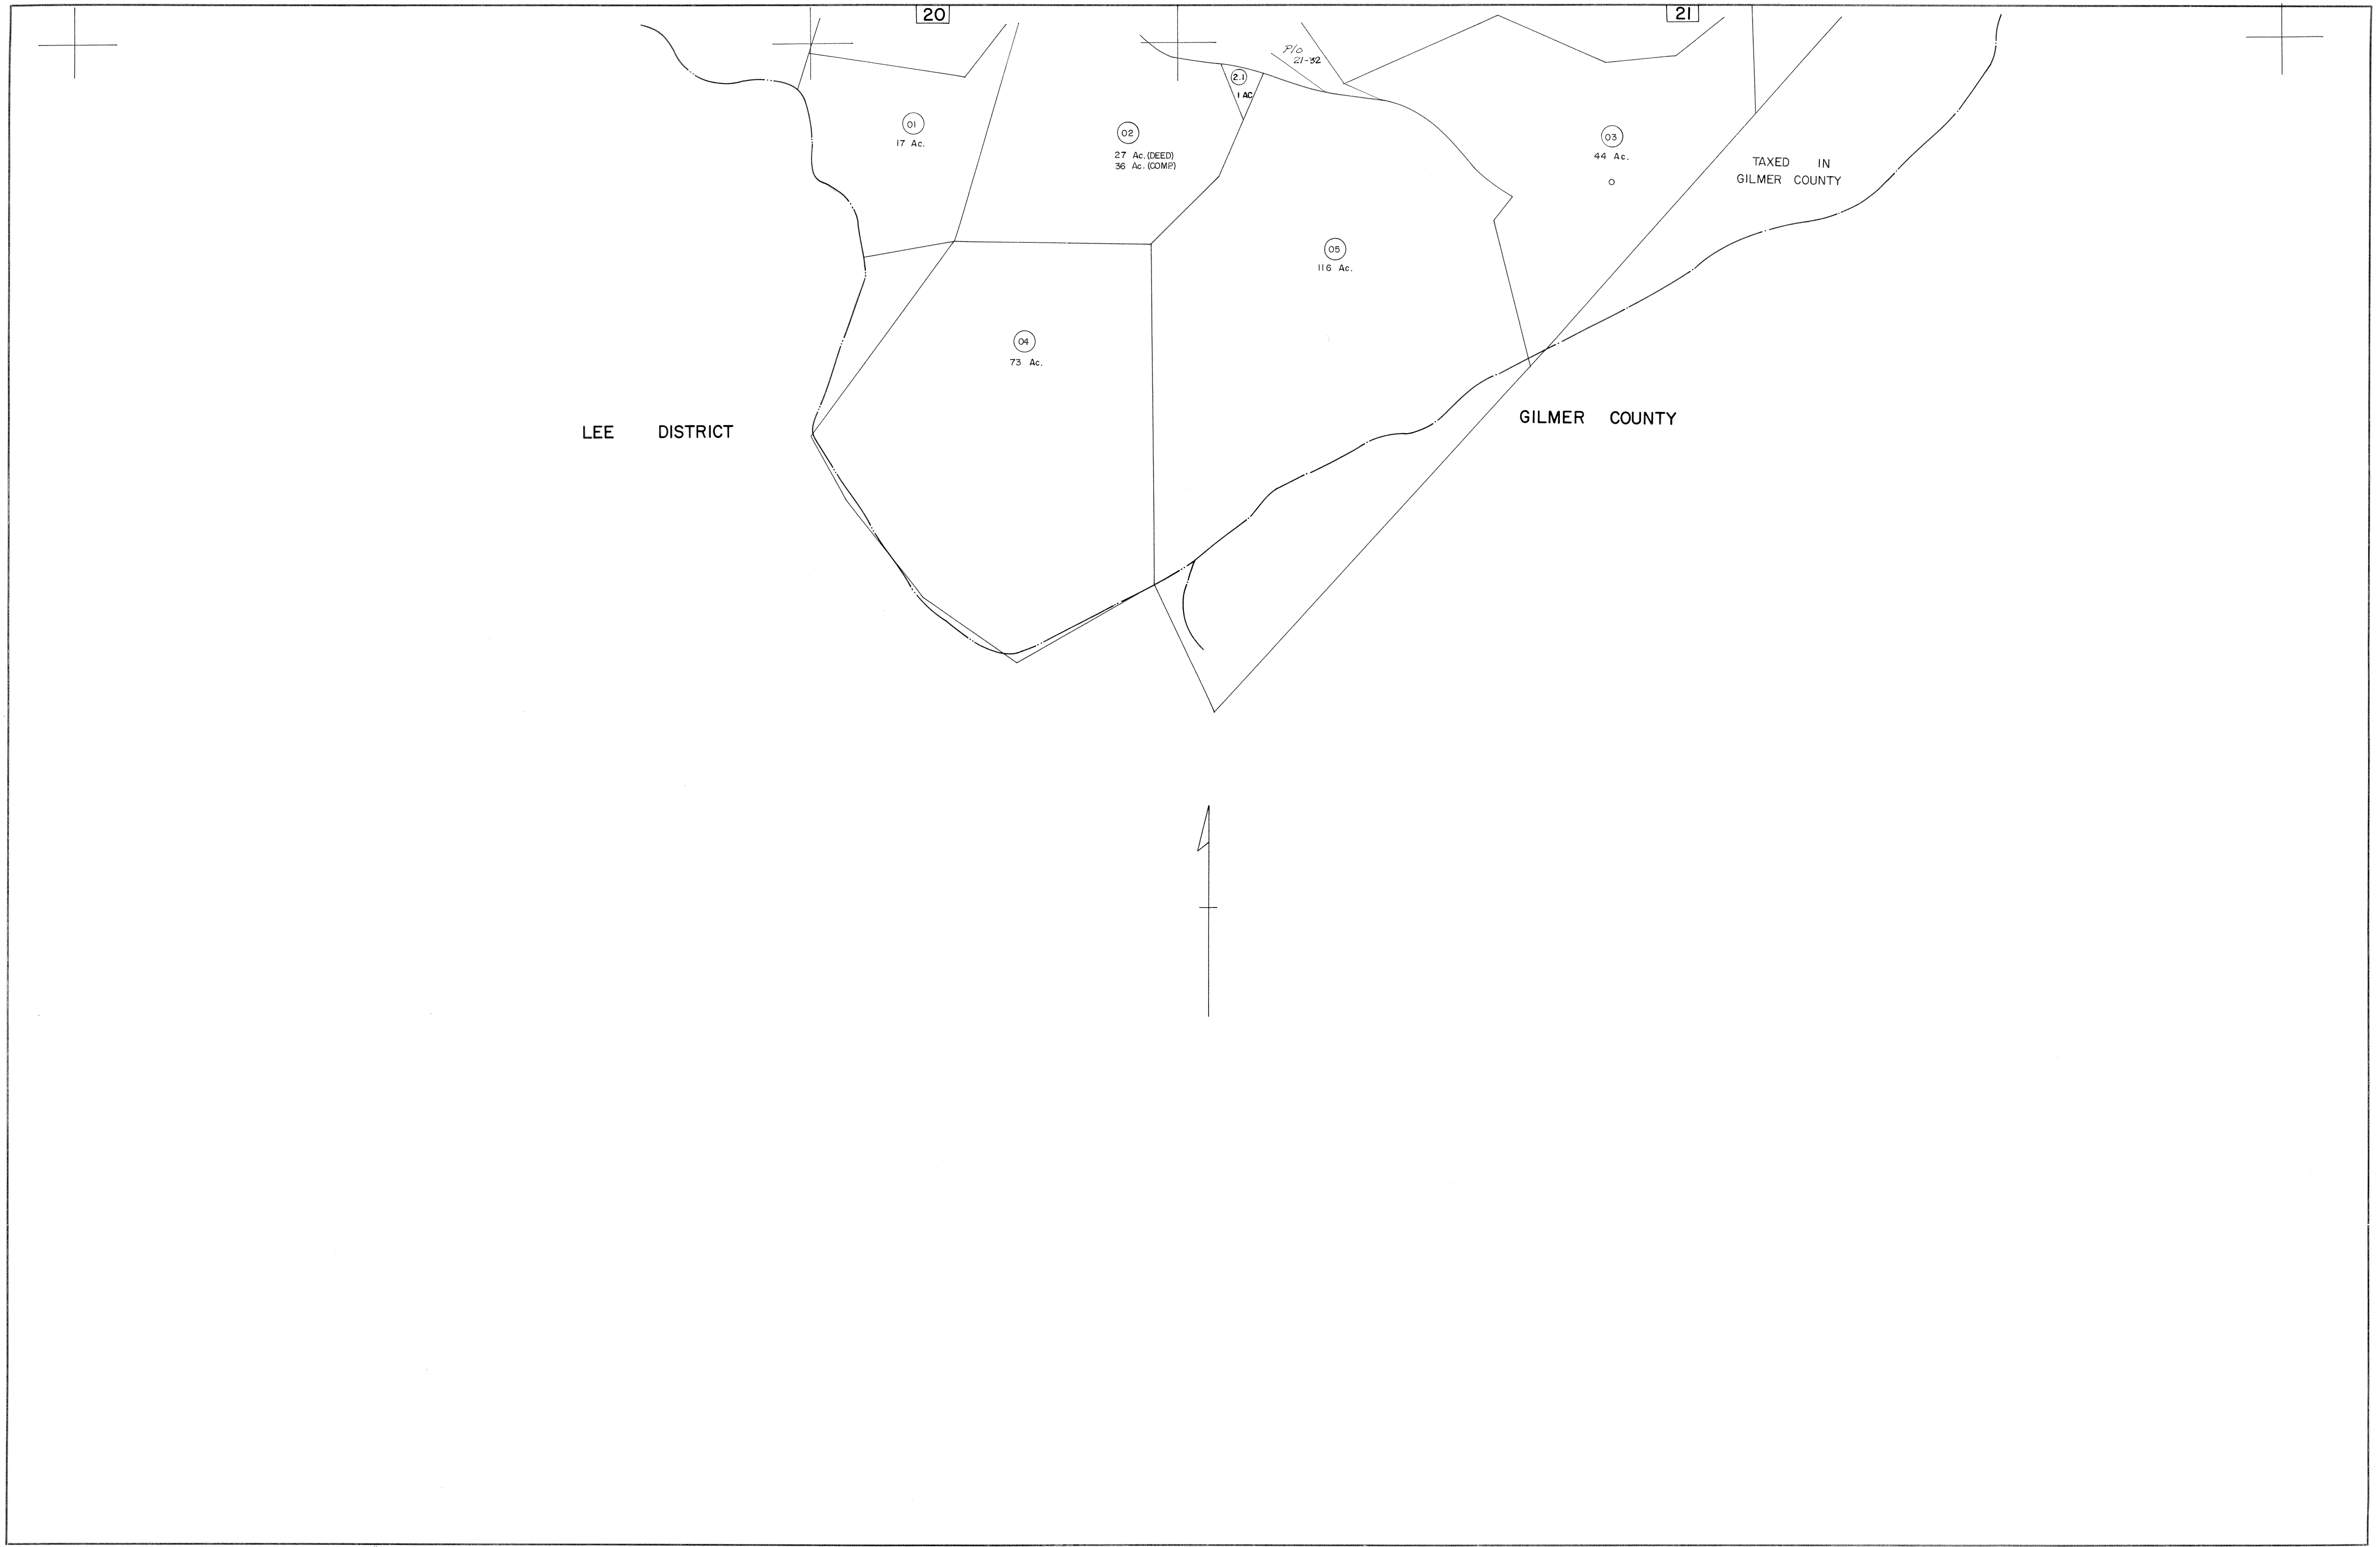 20
21
P/o
21-32
2.1
1 AC
01
17 Ac.
02
27 Ac. (DEED)
36 Ac. (COMP.)
03
44 Ac.
TAXED IN
GILMER COUNTY
05
116 Ac.
04
73 Ac.
LEE DISTRICT
GILMER COUNTY